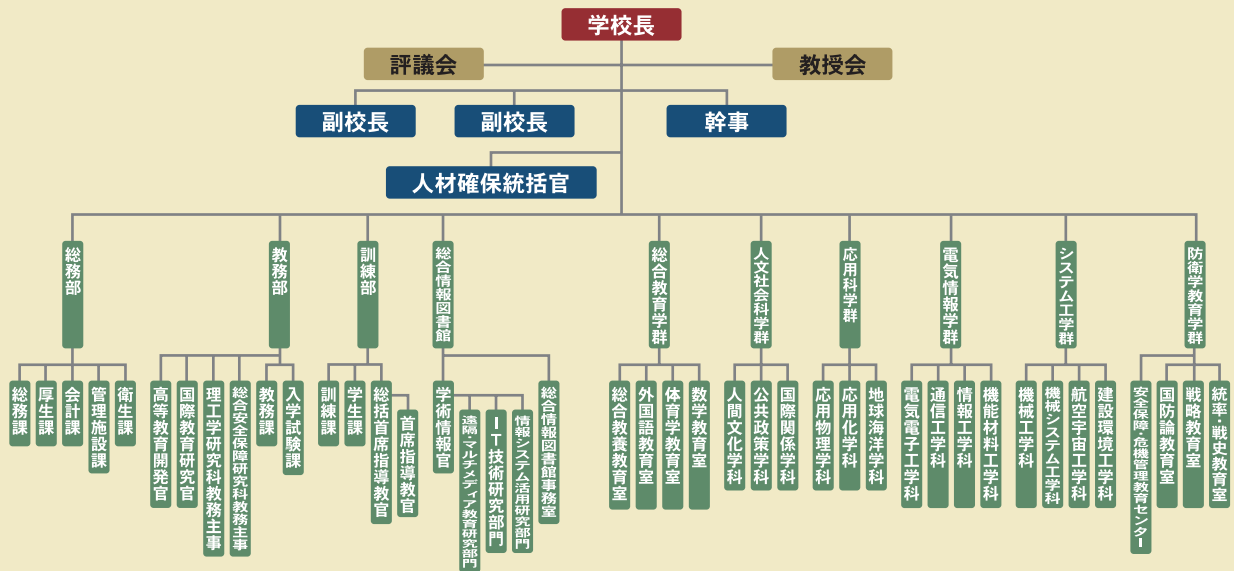 学校長
評議会
教授会
副校長
副校長
幹事
人材確保統括官
総務部
教務部
訓練部
総合情報図書館
総合教育学群
人文社会科学群
応用科学群
電気情報学群
システム工学群
防衛学教育学群
総務課
厚生課
会計課
管理施設課
衛生課
高等教育開発官
国際教育研究官
理工学研究科教務主事
総合安全保障研究科教務主事
教務課
入学試験課
訓練課
学生課
総括首席指導教官
首席指導教官
学術情報官
遠隔・マルチメディア教育研究部門
IT技術研究部門
情報システム活用研究部門
総合情報図書館事務室
総合教養教育室
外国語教育室
体育学教育室
数学教育室
人間文化学科
公共政策学科
国際関係学科
応用物理学科
応用化学科
地球海洋学科
電気電子工学科
通信工学科
情報工学科
機能材料工学科
機械工学科
機械システム工学科
航空宇宙工学科
建設環境工学科
安全保障・危機管理教育センター
国防論教育室
戦略教育室
統率・戦史教育室